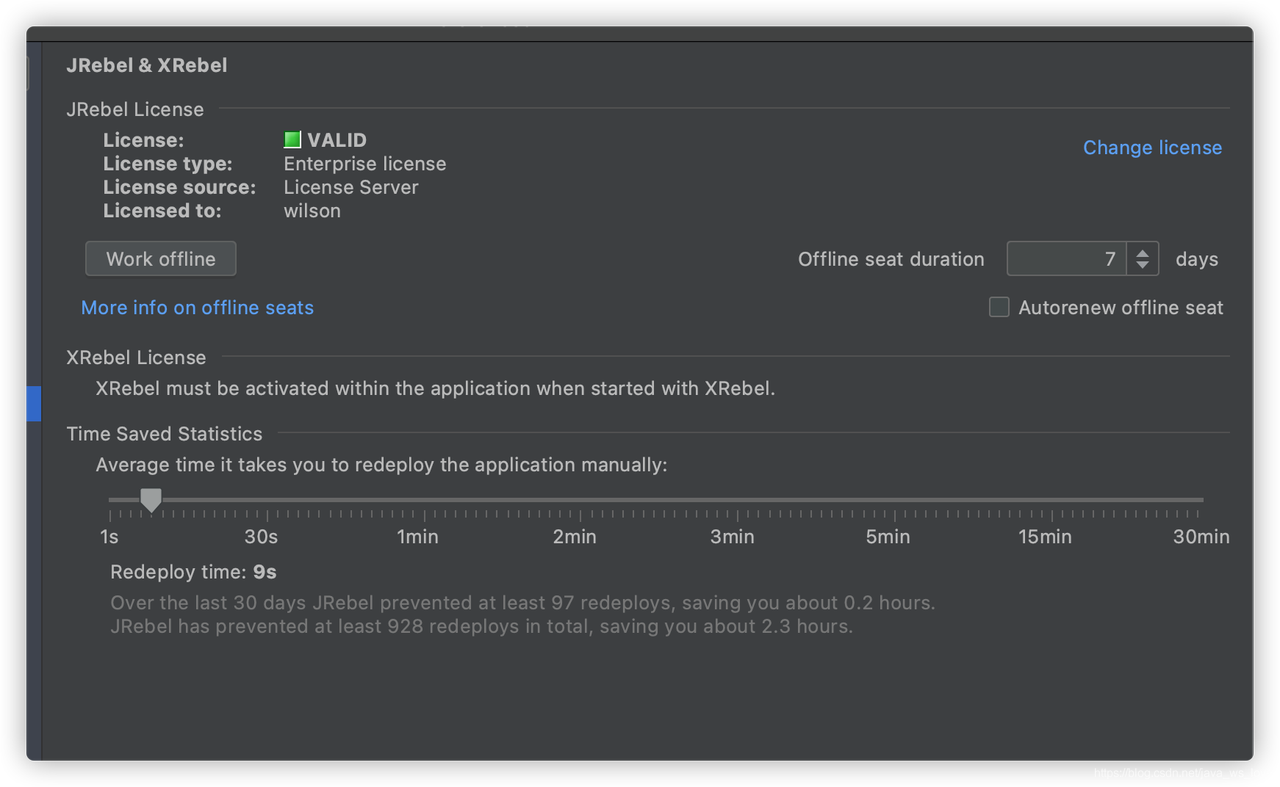 JRebel & XRebel
JRebel License
License: VALID
Change license
License type: Enterprise license
License source: License Server
Licensed to: wilson
Work offline
Offline seat duration 7 days
More info on offline seats
Autorenew offline seat
XRebel License
XRebel must be activated within the application when started with XRebel.
Time Saved Statistics
Average time it takes you to redeploy the application manually:
1s 30s 1min 2min 3min 5min 15min 30min
Redeploy time: 9s
Over the last 30 days JRebel prevented at least 97 redeploys, saving you about 0.2 hours.
JRebel has prevented at least 928 redeploys in total, saving you about 2.3 hours.